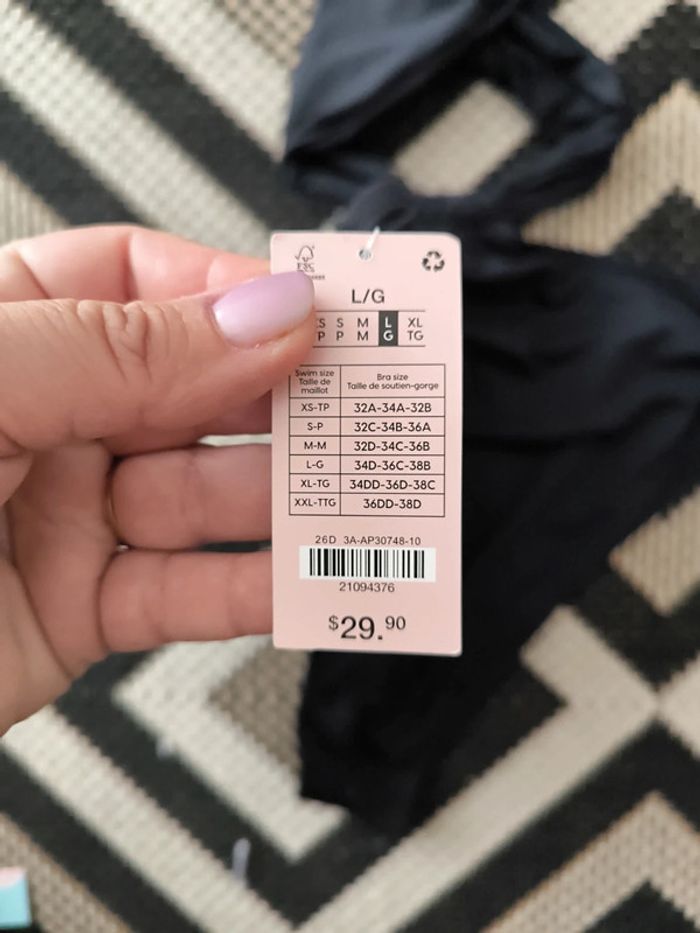 FSC
L/G
S S M L XL
P P M G TG
Swim size
Taille de
maillot
Bra size
Taille de soutien-gorge
XS-TP 32A-34A-32B
S-P 32C-34B-36A
M-M 32D-34C-36B
L-G 34D-36C-38B
XL-TG 34DD-36D-38C
XXL-TTG 36DD-38D
26D 3A-AP30748-10
21094376
$29.90